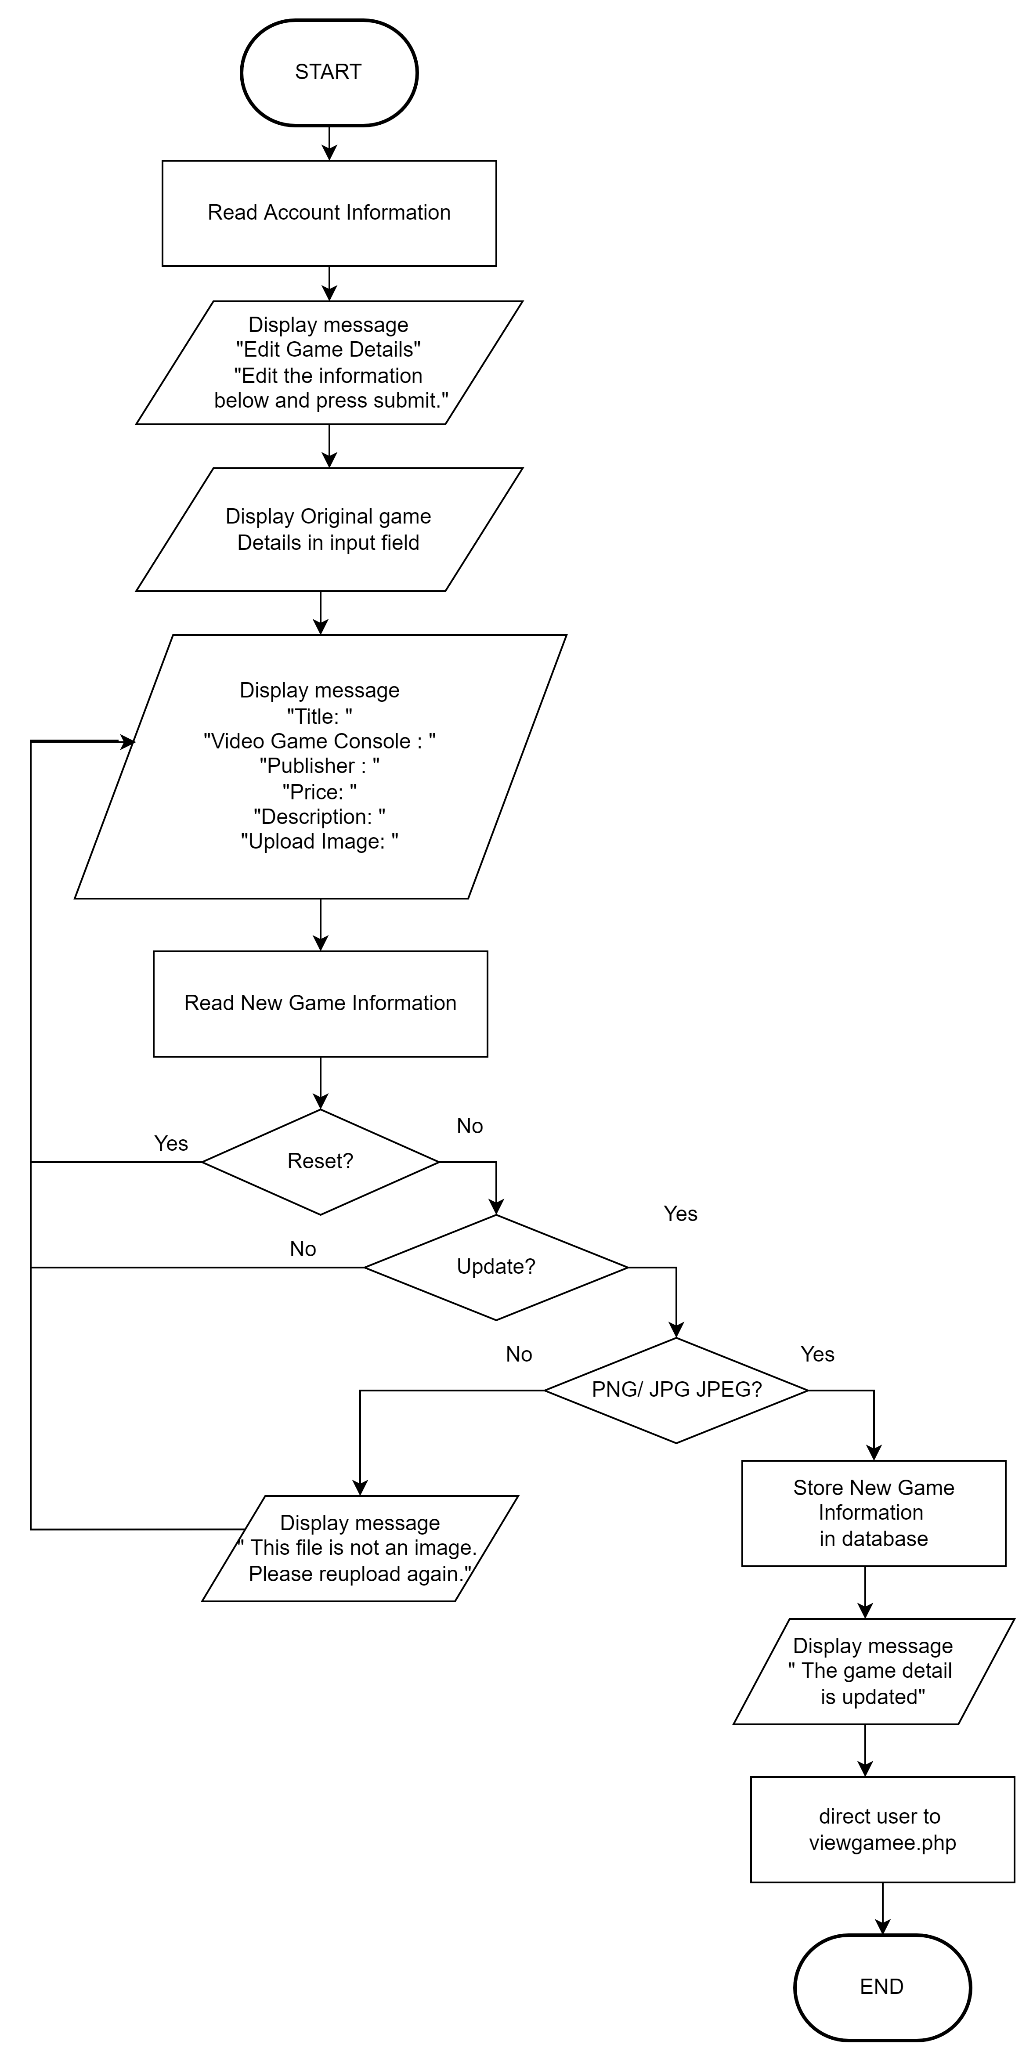 START
Read Account Information
Display message
"Edit Game Details"
"Edit the information
below and press submit."
Display Original game
Details in input field
Display message
"Title: "
"Video Game Console : "
"Publisher : "
"Price: "
"Description: "
"Upload Image: "
Read New Game Information
Yes
Reset?
No
No
Update?
Yes
No
PNG/ JPG JPEG?
Yes
Display message
" This file is not an image.
Please reupload again."
Store New Game
Information
in database
Display message
" The game detail
is updated"
direct user to
viewgamee.php
END